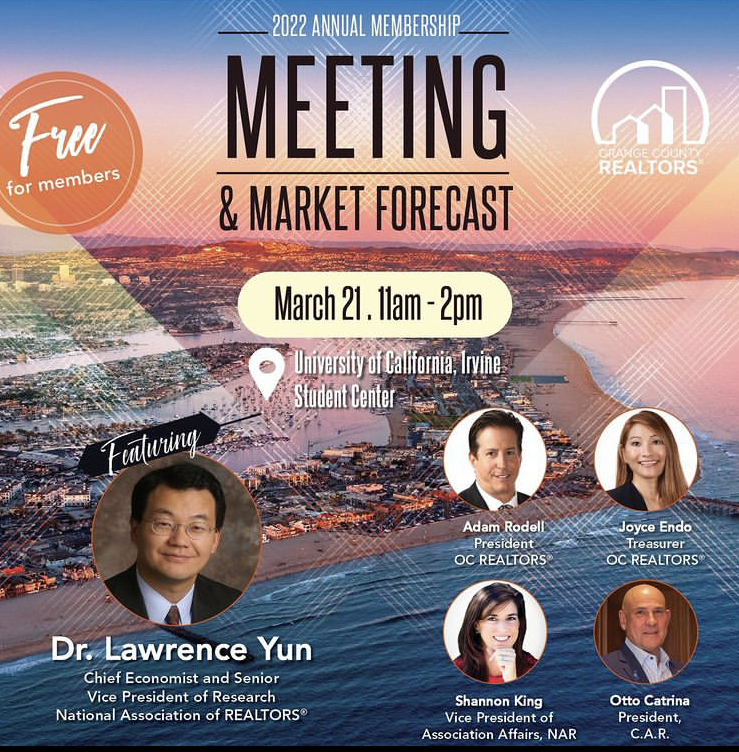 2022 ANNUAL MEMBERSHIP
MEETING
& MARKET FORECAST
Free
for members
ORANGE COUNTY
REALTORS®
March 21 . 11am - 2pm
University of California, Irvine
Student Center
Featuring
Dr. Lawrence Yun
Chief Economist and Senior
Vice President of Research
National Association of REALTORS®
Adam Rodell
President
OC REALTORS®
Joyce Endo
Treasurer
OC REALTORS®
Shannon King
Vice President of
Association Affairs, NAR
Otto Catrina
President,
C.A.R.